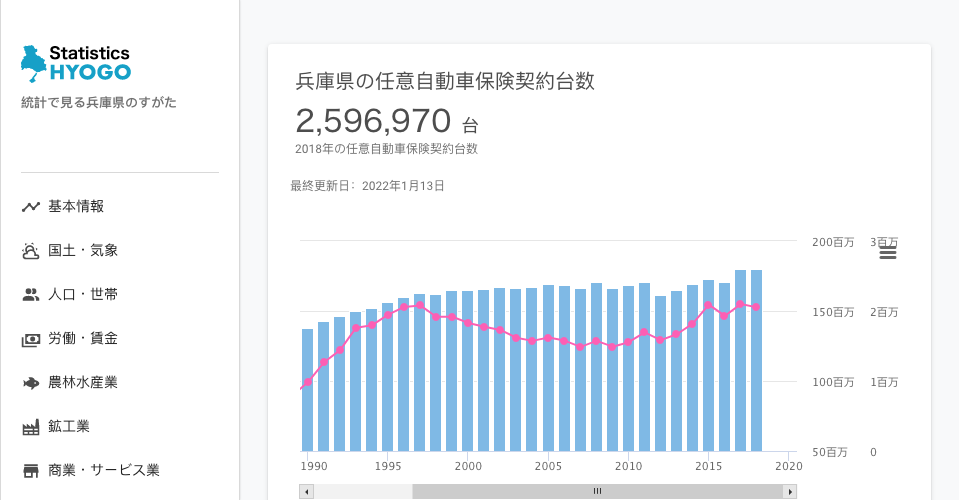 Statistics
HYOGO
統計で見る兵庫県のすがた
基本情報
国土・気象
人口・世帯
労働・賃金
農林水産業
鉱工業
商業・サービス業
兵庫県の任意自動車保険契約台数
2,596,970 台
2018年の任意自動車保険契約台数
最終更新日：2022年1月13日
200百万 3百万
150百万 2百万
100百万 1百万
50百万 0
1990 1995 2000 2005 2010 2015 2020